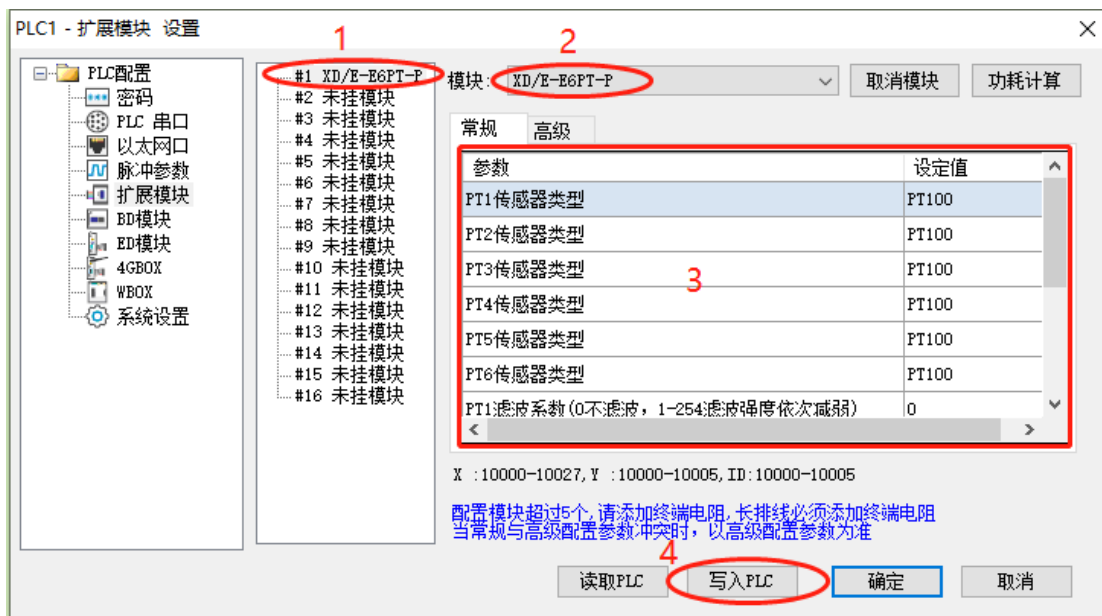 PLC1 - 扩展模块 设置
1
2
PLC配置
密码
PLC 串口
以太网口
脉冲参数
扩展模块
BD模块
ED模块
4GBOX
WBOX
系统设置
#1 XD/E-E6PT-P
#2 未挂模块
#3 未挂模块
#4 未挂模块
#5 未挂模块
#6 未挂模块
#7 未挂模块
#8 未挂模块
#9 未挂模块
#10 未挂模块
#11 未挂模块
#12 未挂模块
#13 未挂模块
#14 未挂模块
#15 未挂模块
#16 未挂模块
模块: XD/E-E6PT-P 取消模块 功耗计算
常规 高级
参数 设定值
PT1传感器类型 PT100
PT2传感器类型 PT100
PT3传感器类型 PT100
3
PT4传感器类型 PT100
PT5传感器类型 PT100
PT6传感器类型 PT100
PT1滤波系数(0不滤波，1-254滤波强度依次减弱) 0
X :10000-10027,Y :10000-10005,ID:10000-10005
配置模块超过5个,请添加终端电阻,长排线必须添加终端电阻
当常规与高级配置参数冲突时，以高级配置参数为准
4
读取PLC 写入PLC 确定 取消